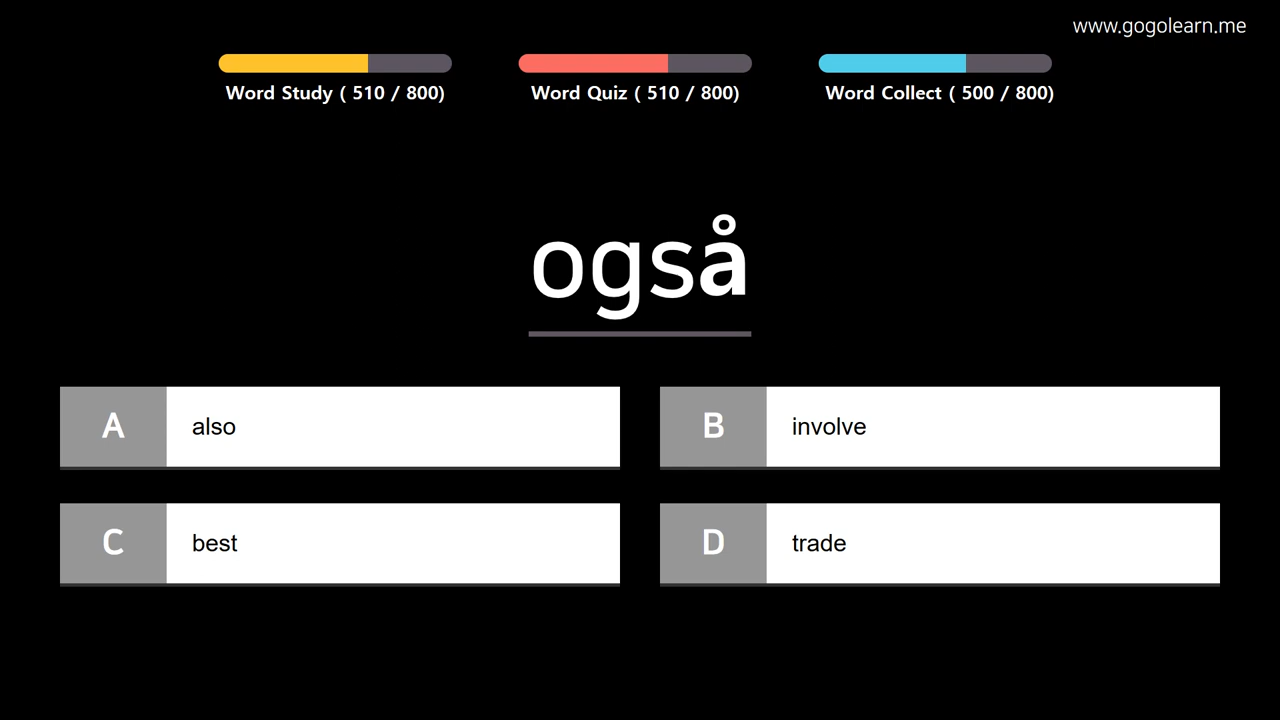 www.gogolearn.me
Word Study ( 510 / 800)
Word Quiz ( 510 / 800)
Word Collect ( 500 / 800)
også
A also
B involve
C best
D trade